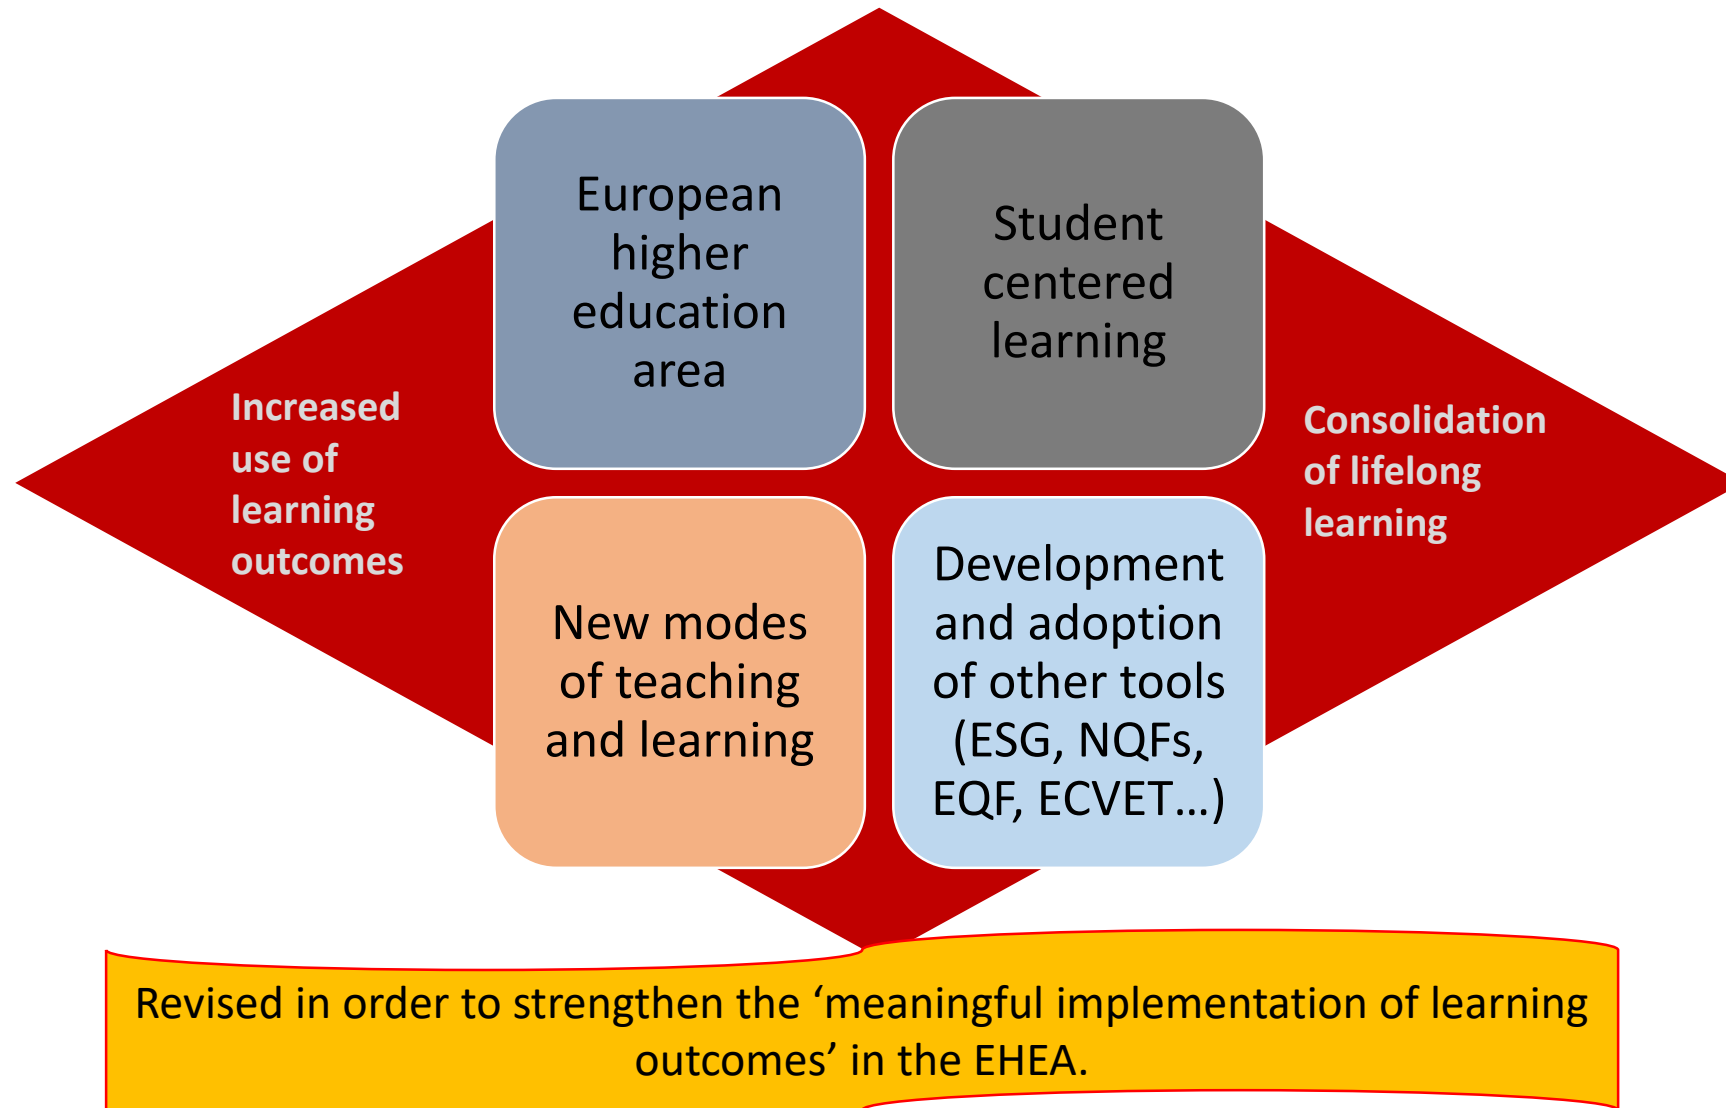 European
higher
education
area
Student
centered
learning
Increased
use of
learning
outcomes
Consolidation
of lifelong
learning
New modes
of teaching
and learning
Development
and adoption
of other tools
(ESG, NQFs,
EQF, ECVET…)
Revised in order to strengthen the ‘meaningful implementation of learning
outcomes’ in the EHEA.